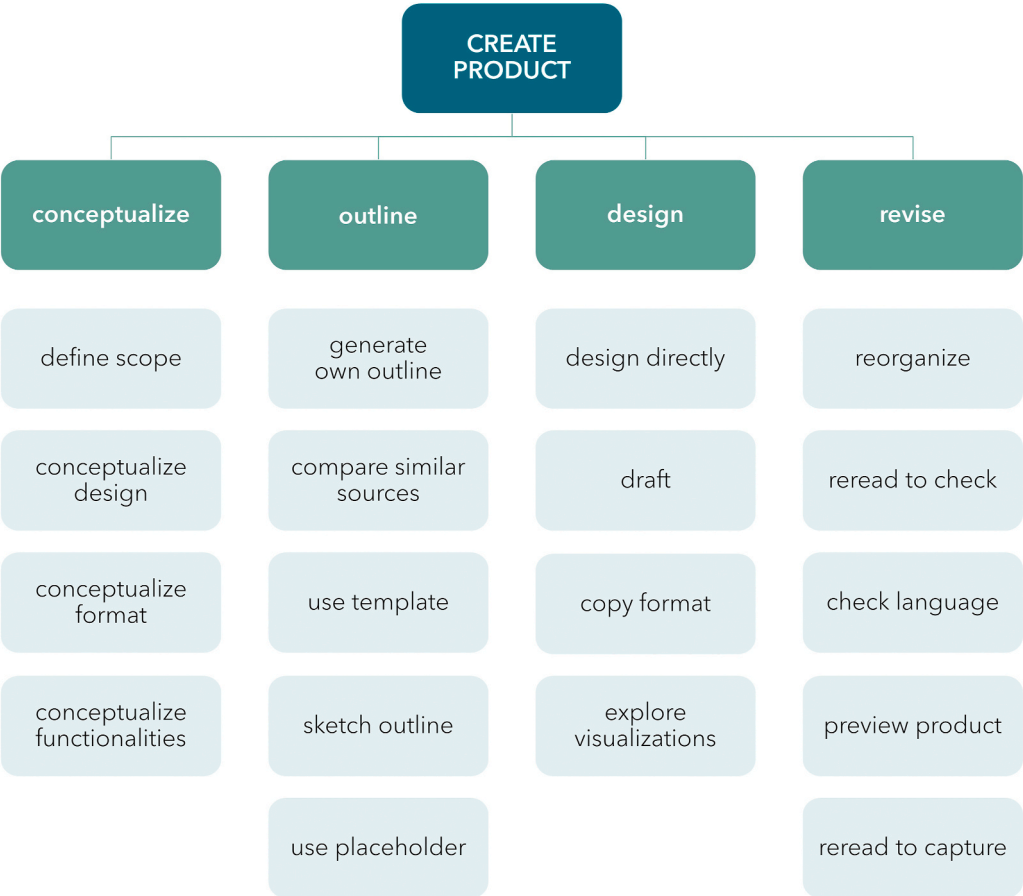 CREATE
PRODUCT
conceptualize
outline
design
revise
define scope
generate
own outline
design directly
reorganize
conceptualize
design
compare similar
sources
draft
reread to check
conceptualize
format
use template
copy format
check language
conceptualize
functionalities
sketch outline
explore
visualizations
preview product
use placeholder
reread to capture